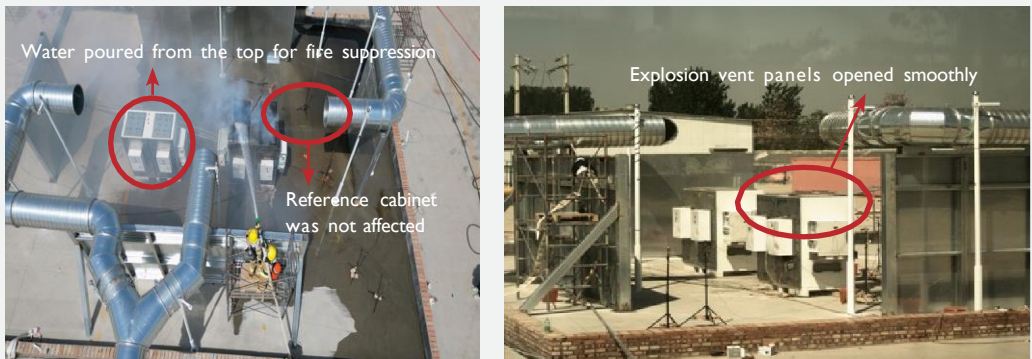 Water poured from the top for fire suppression
Reference cabinet
was not affected
Explosion vent panels opened smoothly